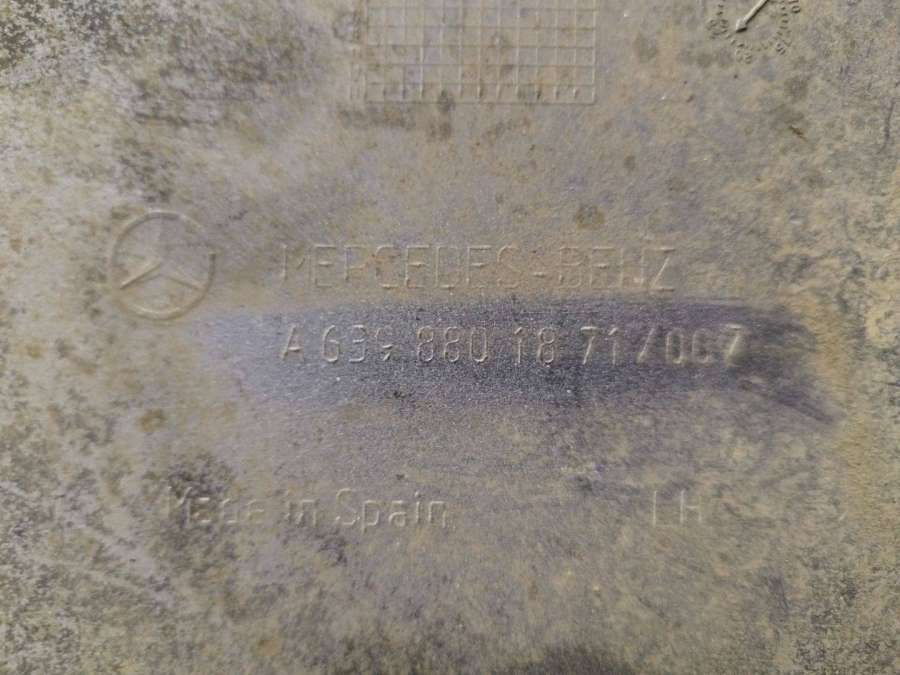 MERCEDES-BENZ
A 639 880 18 71/007
Made in Spain LH